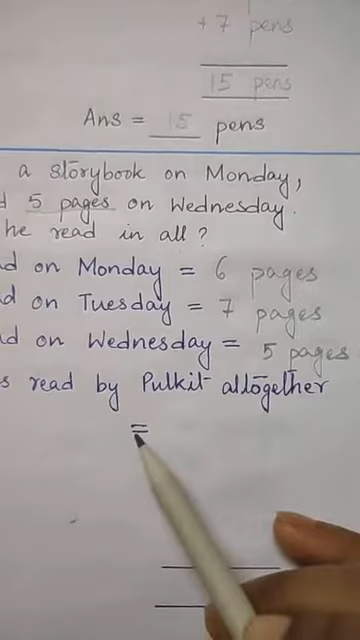 + 7 pens
15 pens
Ans = 15 pens
a storybook on Monday,
5 pages on Wednesday.
he read in all ?
on Monday = 6 pages
on Tuesday = 7 pages
on Wednesday = 5 pages
read by Pulkit altogether
=